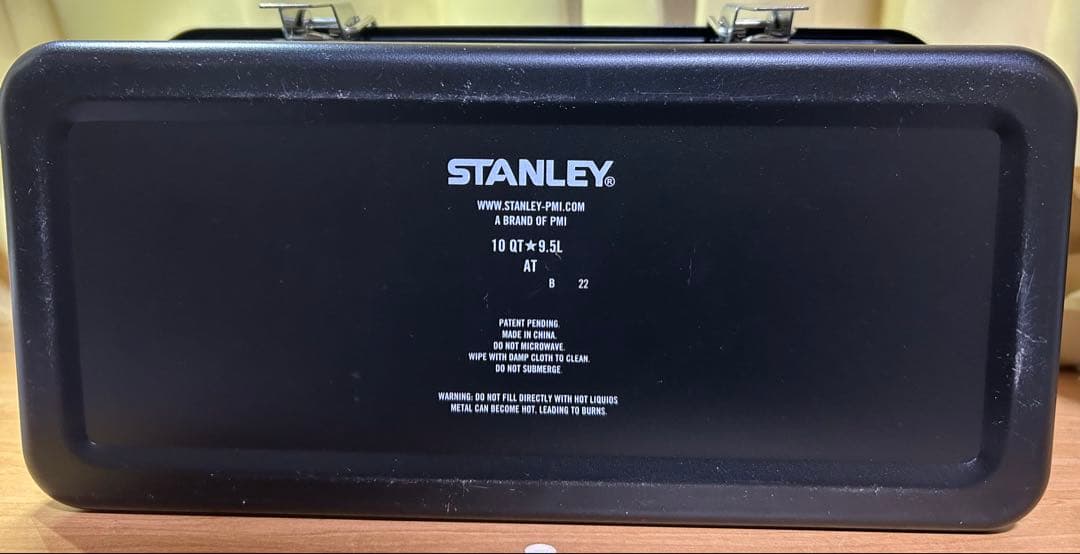 STANLEY®
WWW.STANLEY-PMI.COM
A BRAND OF PMI
10 QT★9.5L
AT
B 22
PATENT PENDING.
MADE IN CHINA.
DO NOT MICROWAVE.
WIPE WITH DAMP CLOTH TO CLEAN.
DO NOT SUBMERGE.
WARNING: DO NOT FILL DIRECTLY WITH HOT LIQUIDS
METAL CAN BECOME HOT, LEADING TO BURNS.